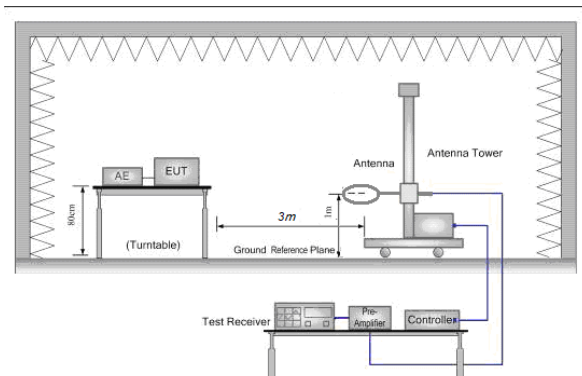 Antenna Tower
Antenna
EUT
AE
80cm
(Turntable)
3m
1m
Ground Reference Plane
Test Receiver
Pre-
Amplifier
Controller